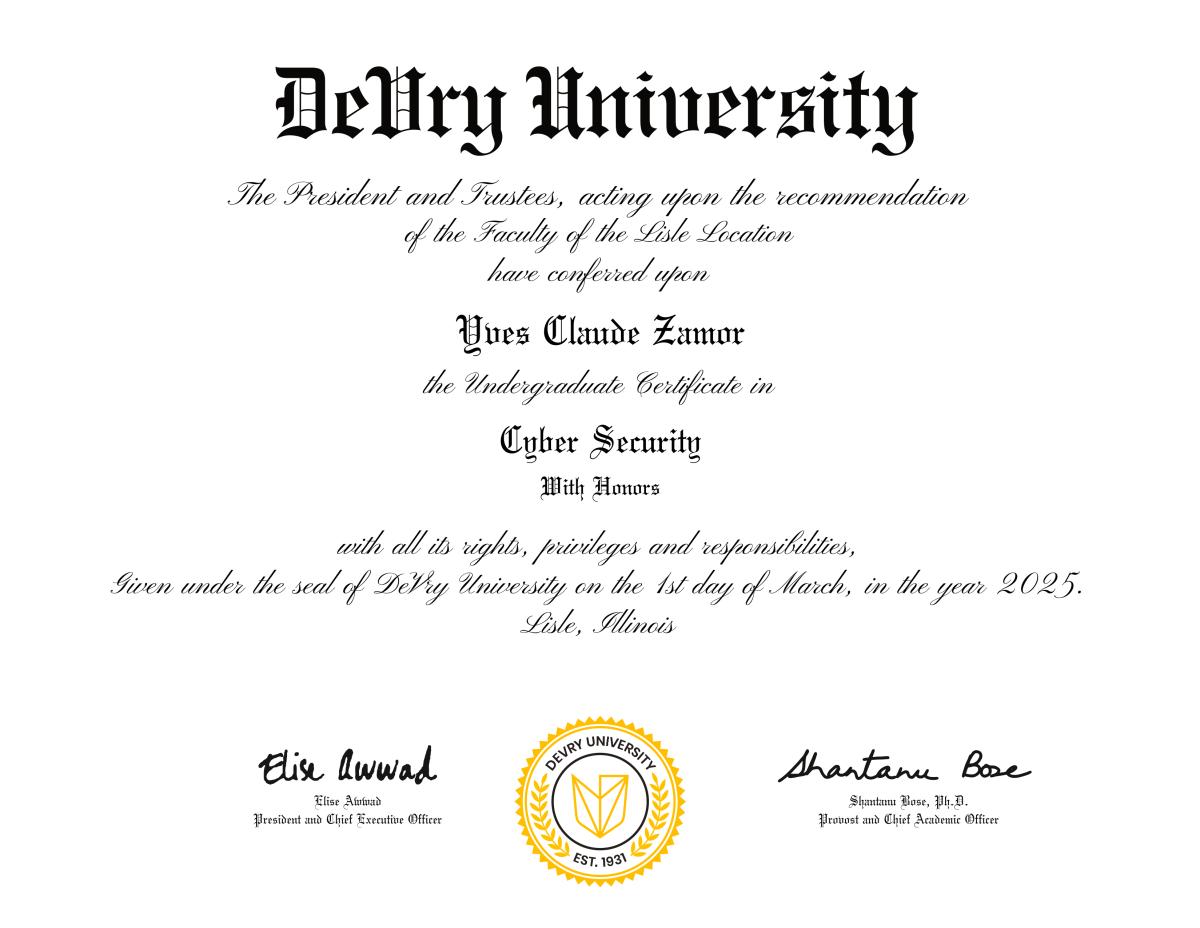 DeVry University
The President and Trustees, acting upon the recommendation
of the Faculty of the Lisle Location
have conferred upon
Yves Claude Zamor
the Undergraduate Certificate in
Cyber Security
With Honors
with all its rights, privileges and responsibilities,
Given under the seal of DeVry University on the 1st day of March, in the year 2025.
Lisle, Illinois
Elise Awwad
Elise Awwad
President and Chief Executive Officer
DEVRY UNIVERSITY
EST. 1931
Shantanu Bose
Shantanu Bose, Ph.D.
Provost and Chief Academic Officer